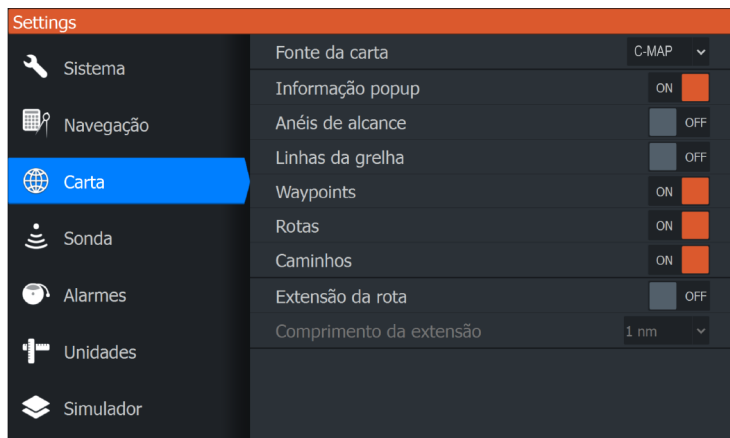 Settings
Sistema
Navegação
Carta
Sonda
Alarmes
Unidades
Simulador
Fonte da carta C-MAP
Informação popup ON
Anéis de alcance OFF
Linhas da grelha OFF
Waypoints ON
Rotas ON
Caminhos ON
Extensão da rota OFF
Comprimento da extensão 1 nm